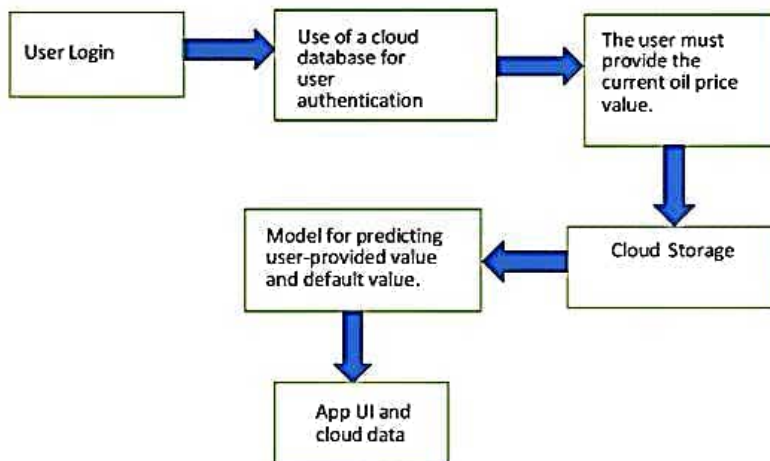 User Login
Use of a cloud
database for
user
authentication
The user must
provide the
current oil price
value.
Cloud Storage
Model for predicting
user-provided value
and default value.
App UI and
cloud data